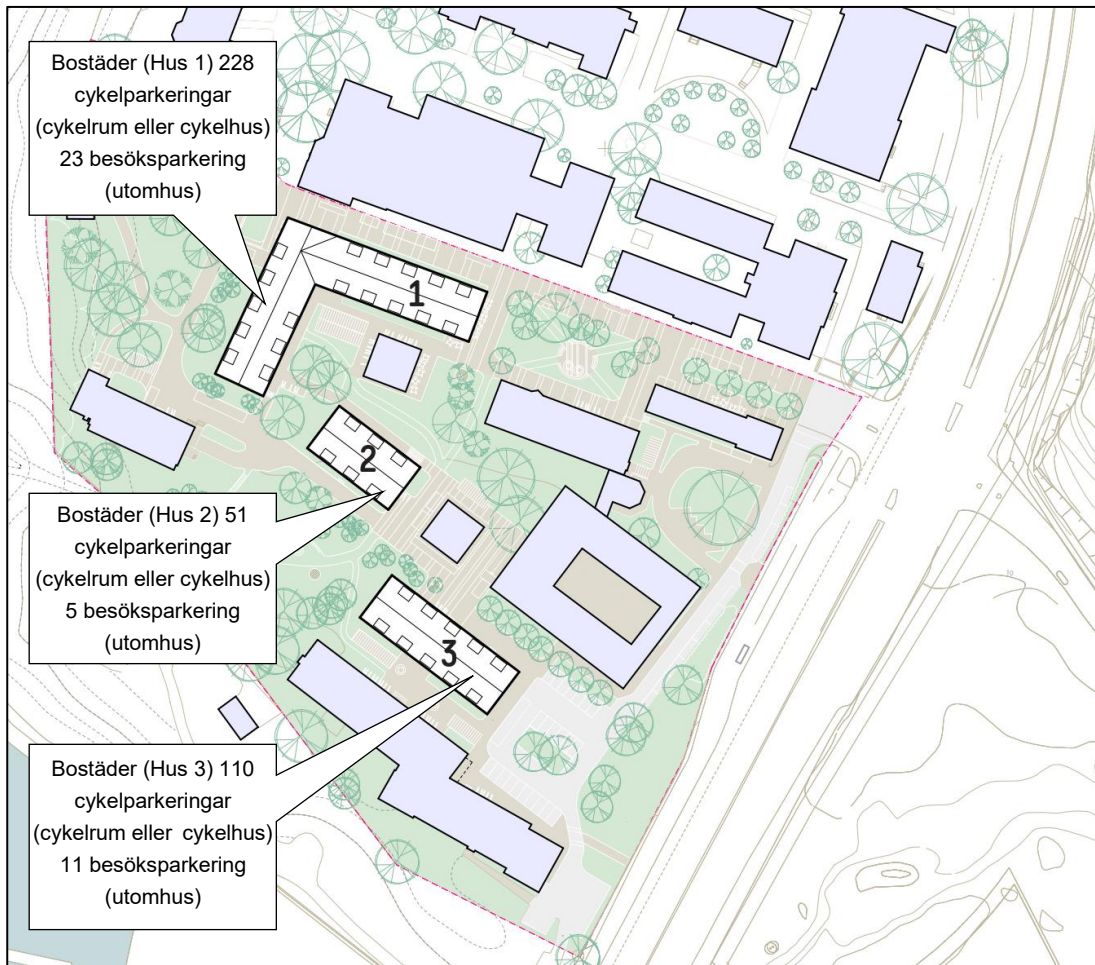 Bostäder (Hus 1) 228
cykelparkeringar
(cykelrum eller cykelhus)
23 besöksparkering
(utomhus)
1
2
Bostäder (Hus 2) 51
cykelparkeringar
(cykelrum eller cykelhus)
5 besöksparkering
(utomhus)
3
Bostäder (Hus 3) 110
cykelparkeringar
(cykelrum eller cykelhus)
11 besöksparkering
(utomhus)
10